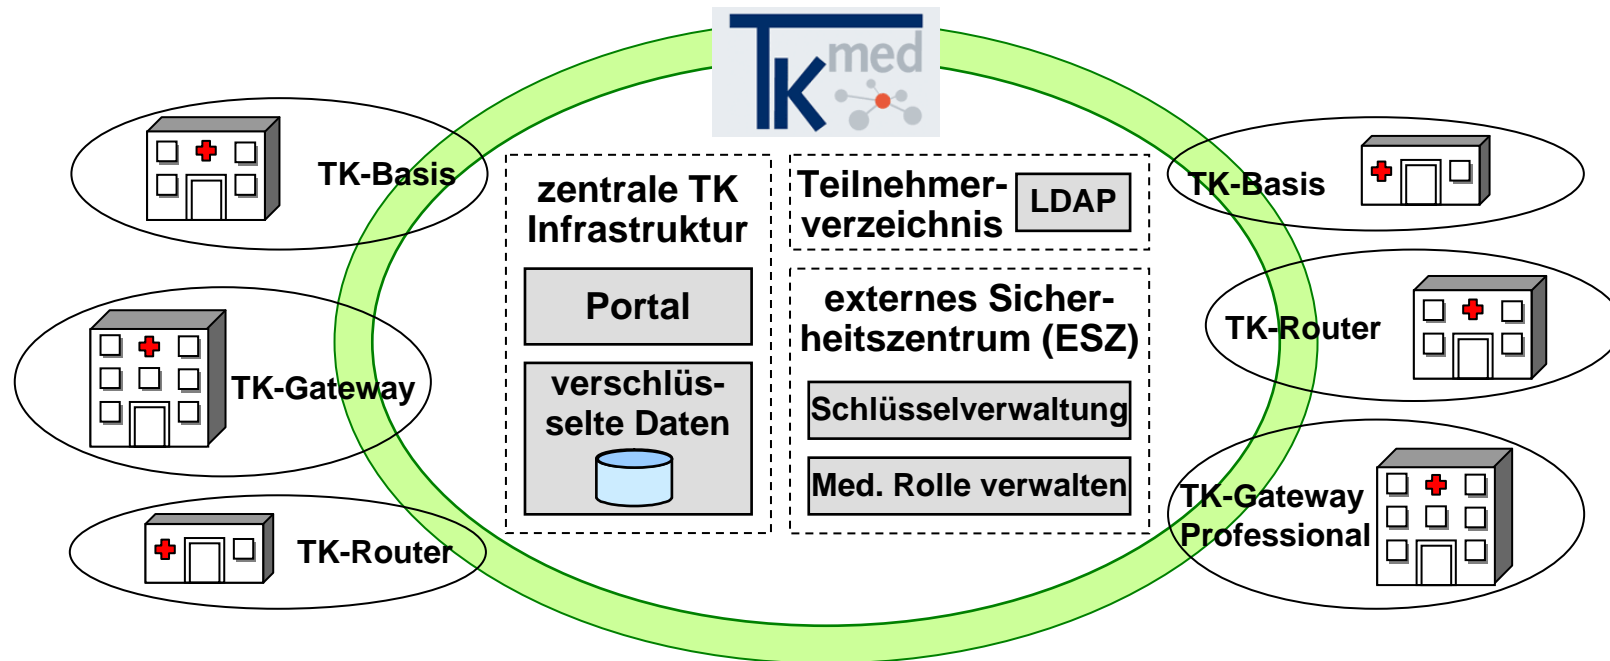 TKmed
TK-Basis
TK-Gateway
TK-Router
zentrale TK
Infrastruktur
Portal
verschlüs-
selte Daten
Teilnehmer-
verzeichnis
LDAP
externes Sicher-
heitszentrum (ESZ)
Schlüsselverwaltung
Med. Rolle verwalten
TK-Basis
TK-Router
TK-Gateway
Professional